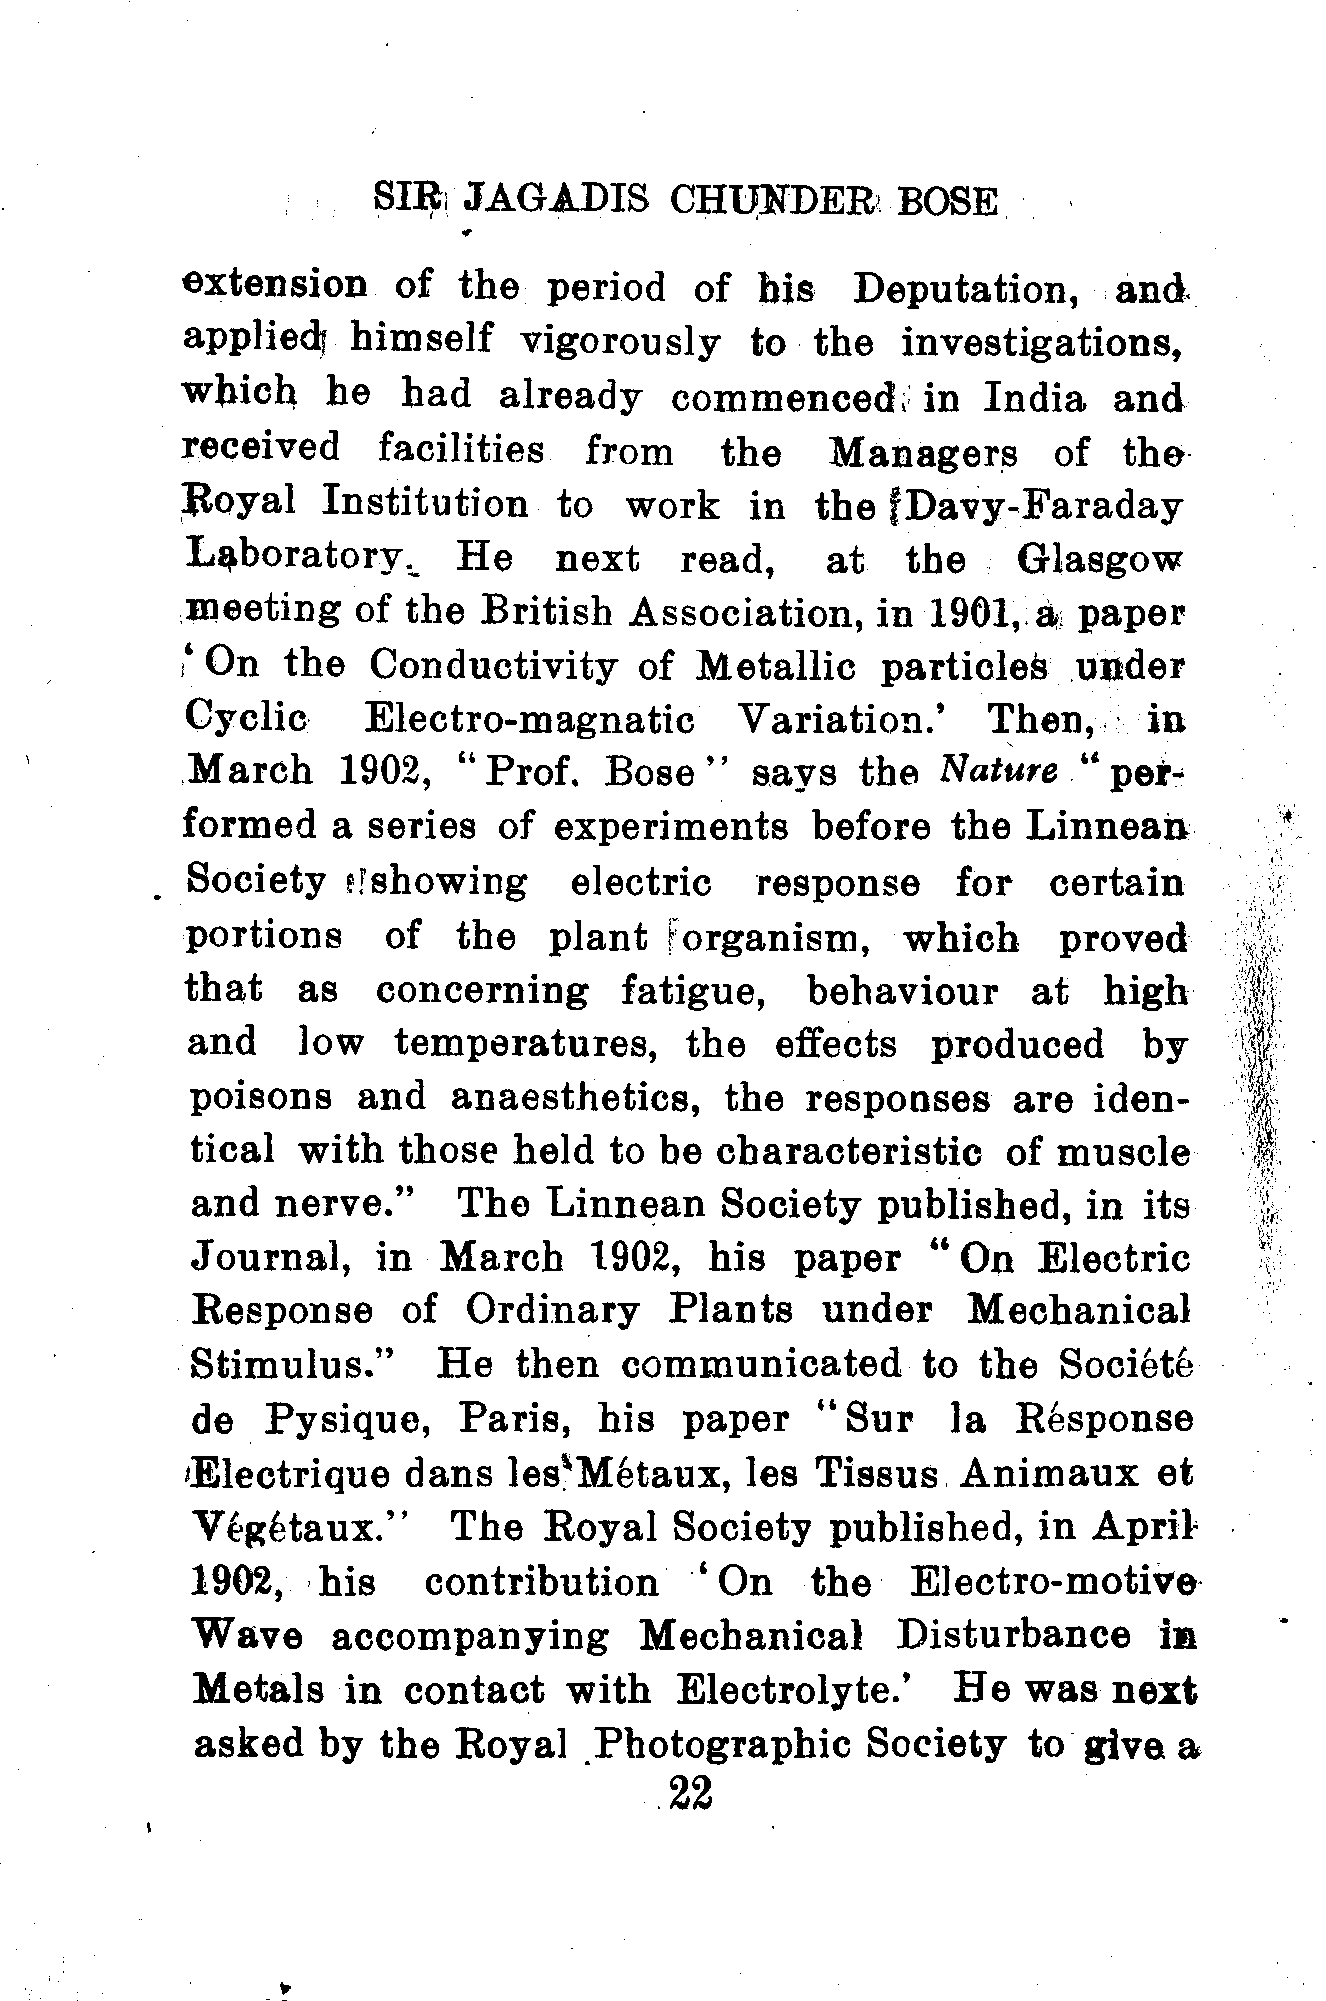 SIR JAGADIS CHUNDER BOSE
extension of the period of his Deputation, and
applied himself vigorously to the investigations,
which he had already commenced in India and
received facilities from the Managers of the
Royal Institution to work in the Davy-Faraday
Laboratory. He next read, at the Glasgow
meeting of the British Association, in 1901, a paper
‘On the Conductivity of Metallic particles under
Cyclic Electro-magnatic Variation.’ Then, in
March 1902, “Prof. Bose” says the Nature “per-
formed a series of experiments before the Linnean
Society showing electric response for certain
portions of the plant organism, which proved
that as concerning fatigue, behaviour at high
and low temperatures, the effects produced by
poisons and anaesthetics, the responses are iden-
tical with those held to be characteristic of muscle
and nerve.” The Linnean Society published, in its
Journal, in March 1902, his paper “On Electric
Response of Ordinary Plants under Mechanical
Stimulus.” He then communicated to the Société
de Pysique, Paris, his paper “Sur la Résponse
Electrique dans les Métaux, les Tissus Animaux et
Végétaux.” The Royal Society published, in April
1902, his contribution ‘On the Electro-motive
Wave accompanying Mechanical Disturbance in
Metals in contact with Electrolyte.’ He was next
asked by the Royal Photographic Society to give a
22